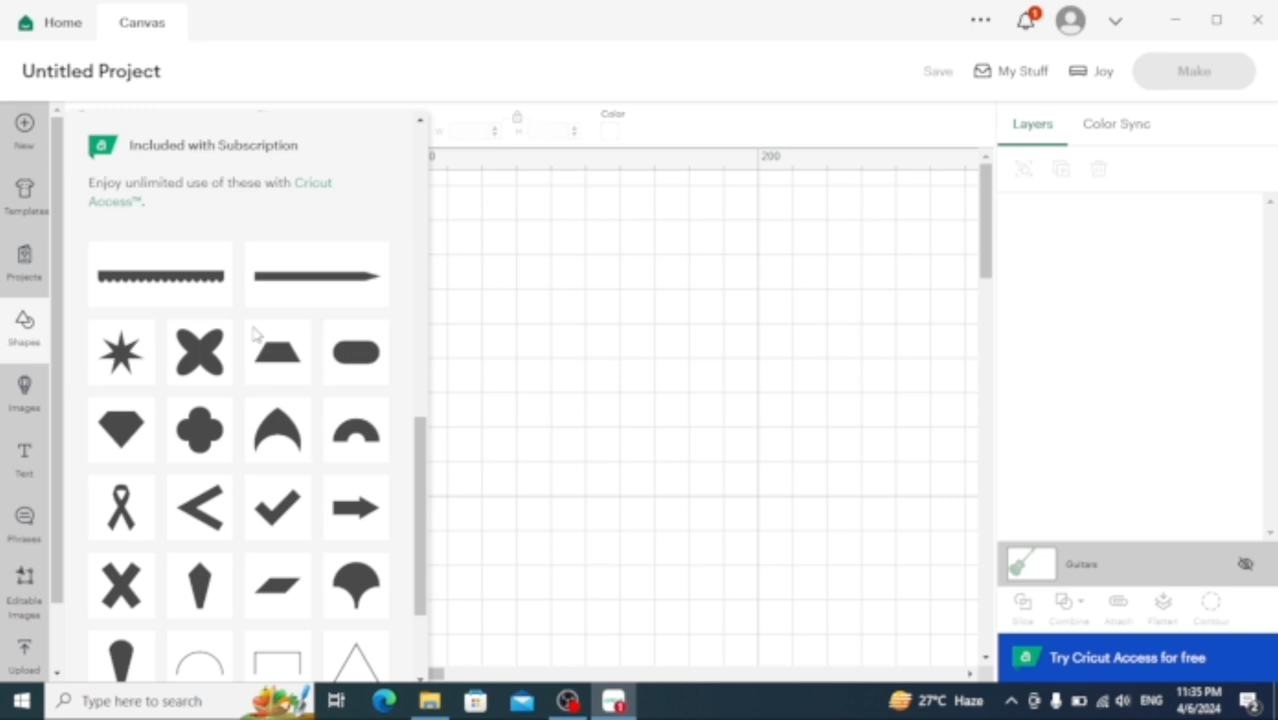 Home
Canvas
1
Untitled Project
Save
My Stuff
Joy
Make
New
Templates
Projects
Shapes
Images
Text
Phrases
Editable
Images
Upload
Included with Subscription
Enjoy unlimited use of these with Cricut
Access™.
W
H
Color
0
200
Layers
Color Sync
Guitars
Slice
Combine
Attach
Flatten
Contour
Try Cricut Access for free
Type here to search
27°C Haze
ENG
11:35 PM
4/6/2024
2